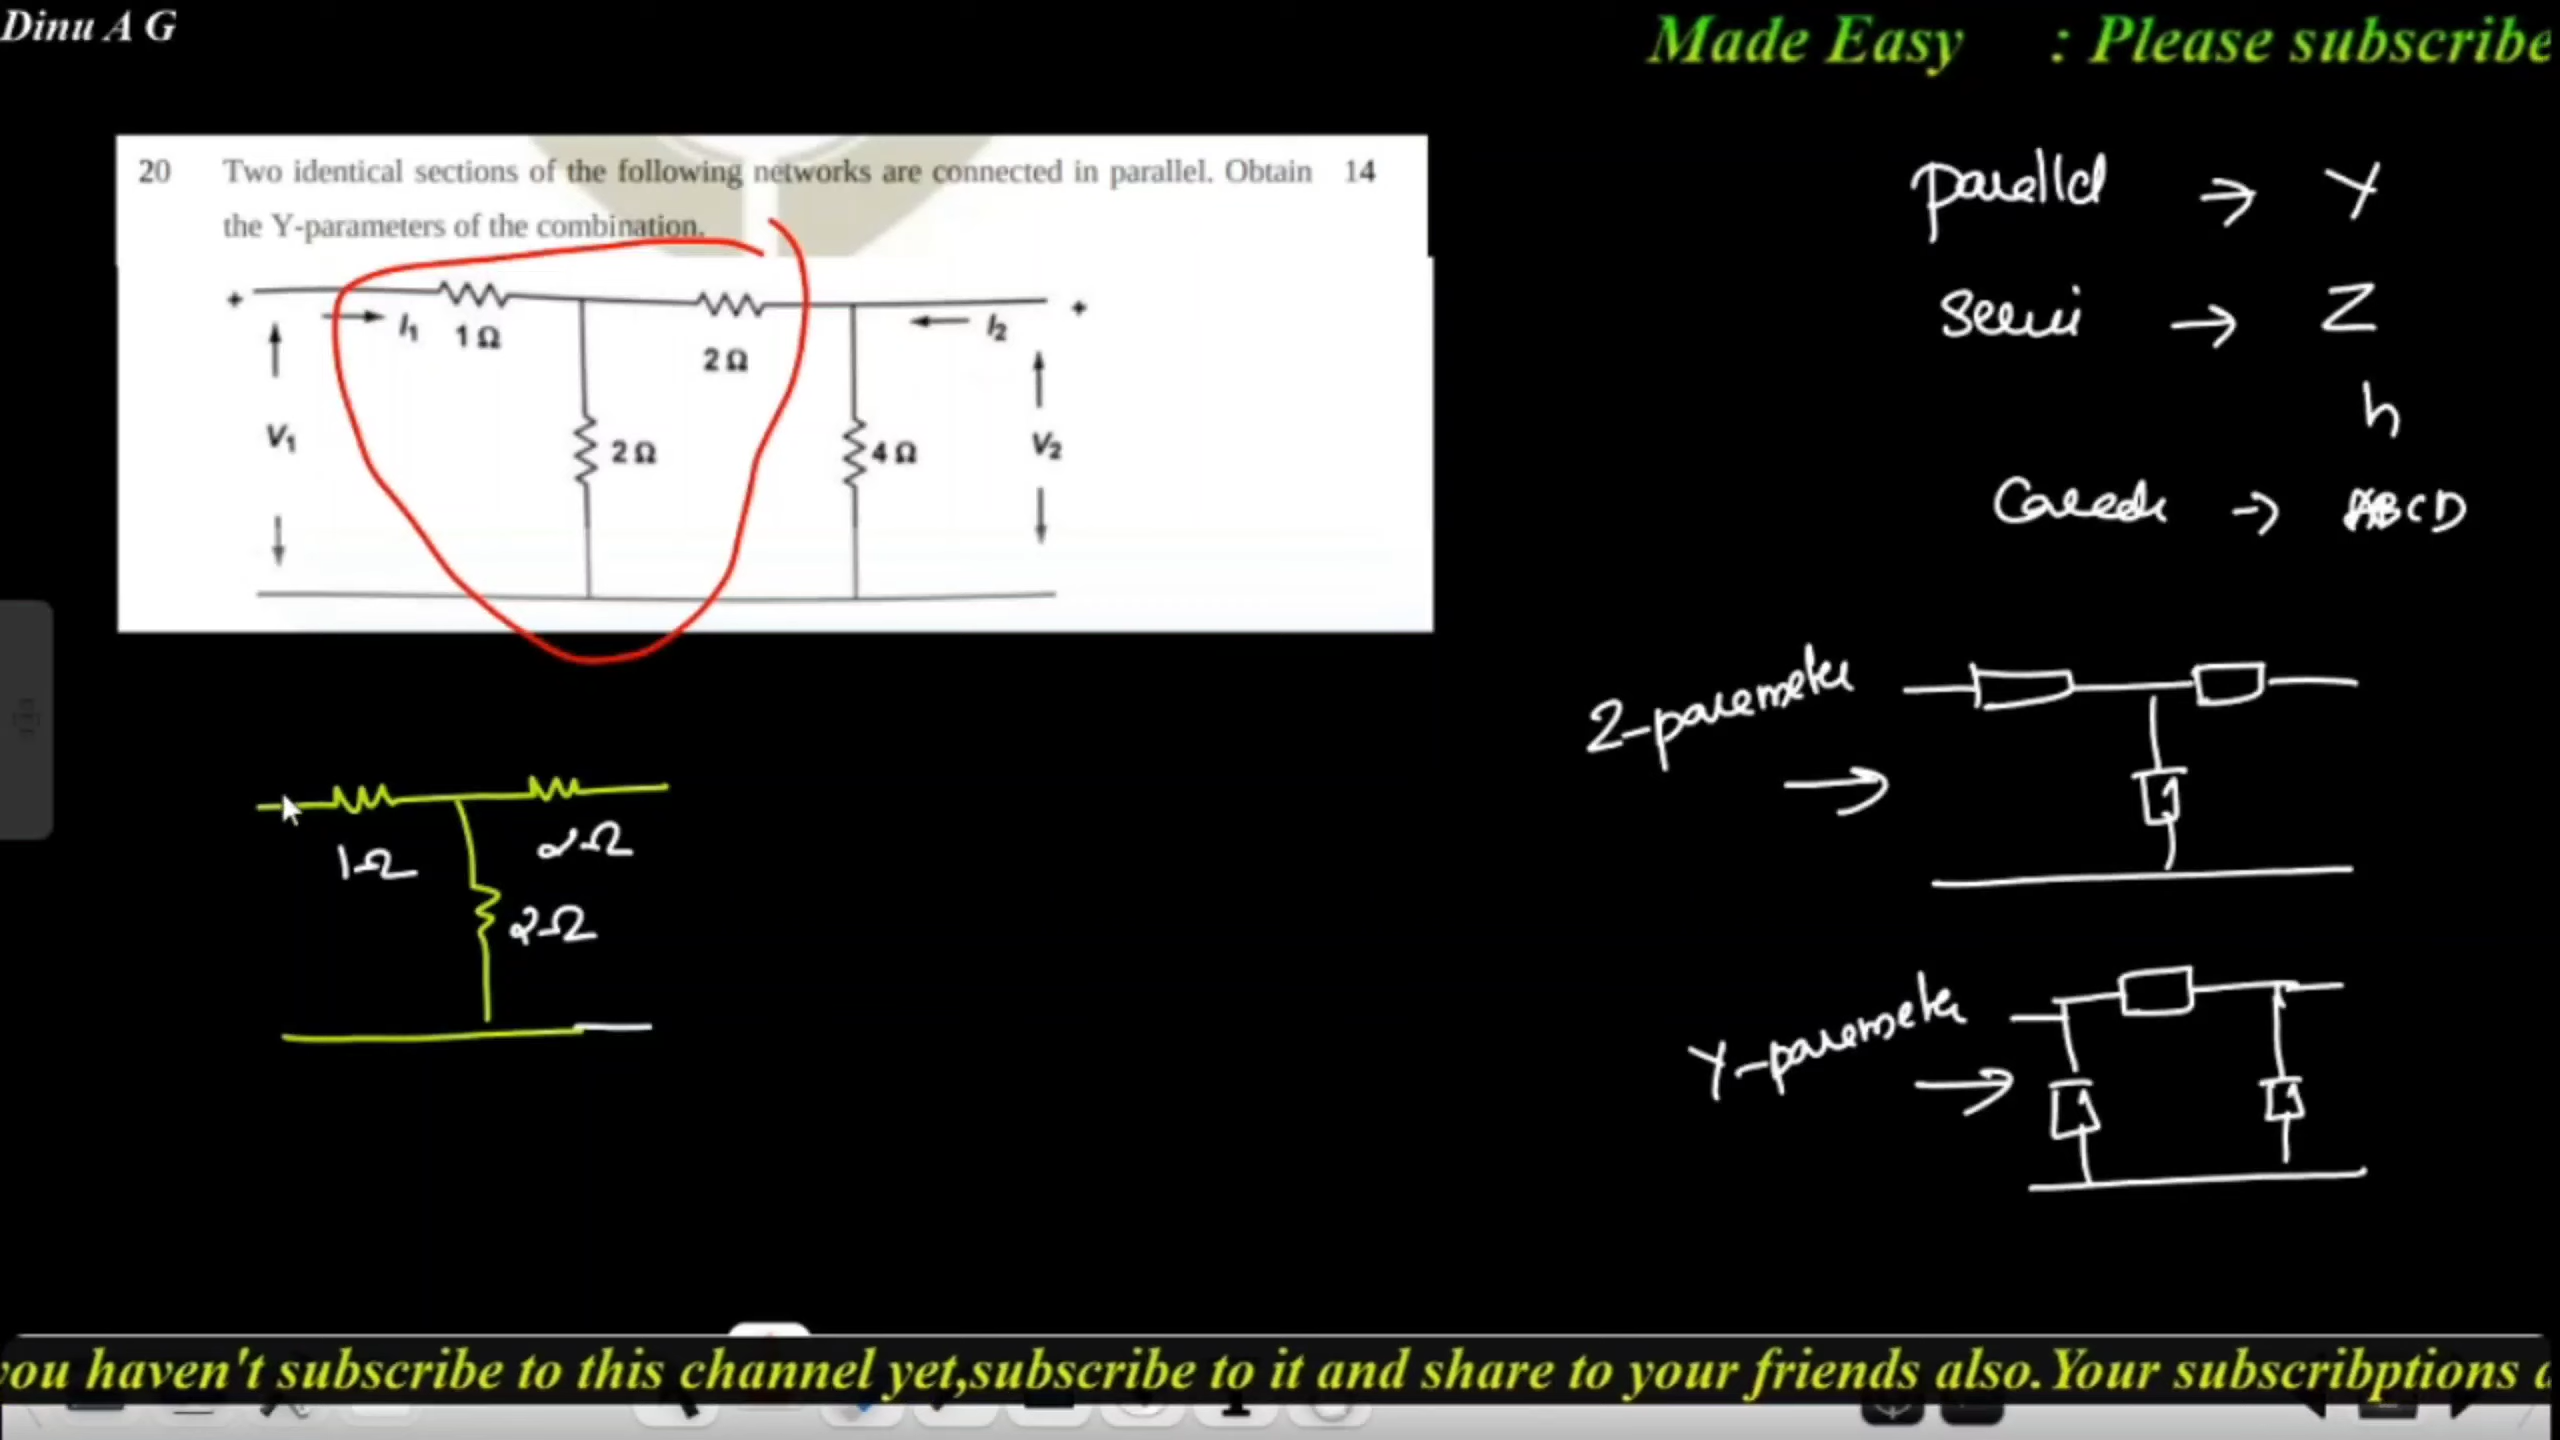 Dinu A G
Made Easy : Please subscribe
20 Two identical sections of the following networks are connected in parallel. Obtain 14
the Y-parameters of the combination.
+ I1 1 Ω 2 Ω I2 +
V1 2 Ω 4 Ω V2
parallel → Y
Series → Z
h
→ ABCD
Z-parameter →
1Ω 2Ω
2Ω
Y-parameter →
you haven't subscribe to this channel yet,subscribe to it and share to your friends also.Your subscribptions